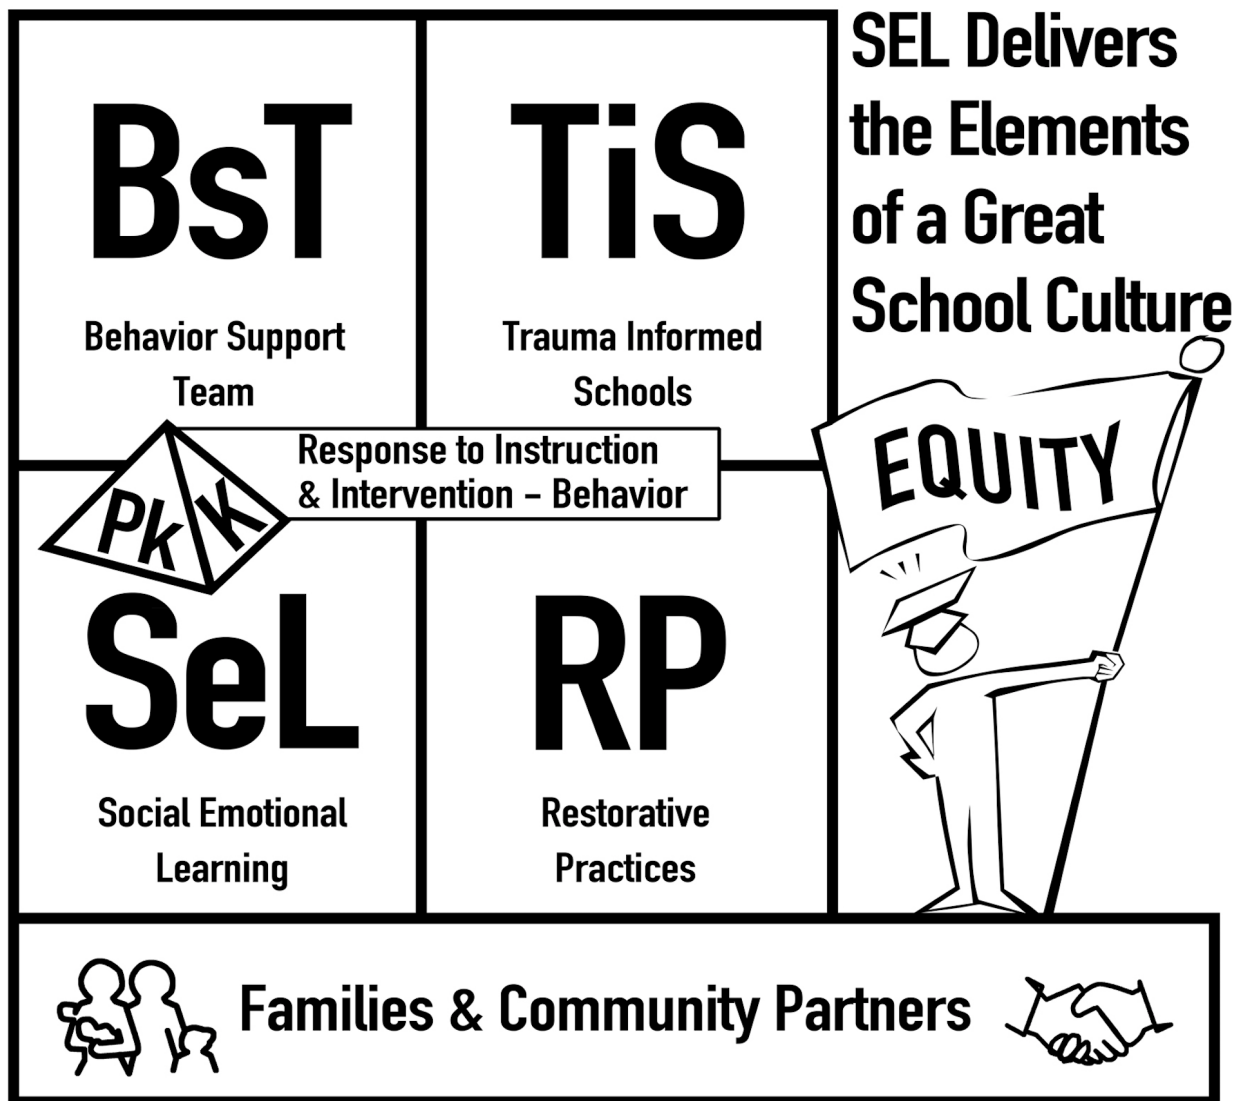 SEL Delivers
the Elements
of a Great
School Culture
BsT
Behavior Support
Team
TiS
Trauma Informed
Schools
Response to Instruction
& Intervention – Behavior
Pk K
EQUITY
SeL
Social Emotional
Learning
RP
Restorative
Practices
Families & Community Partners